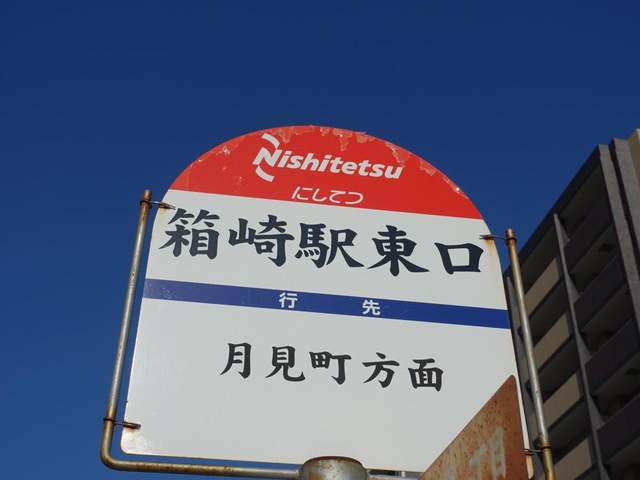 Nishitetsu
にしてつ
箱崎駅東口
行先
月見町方面